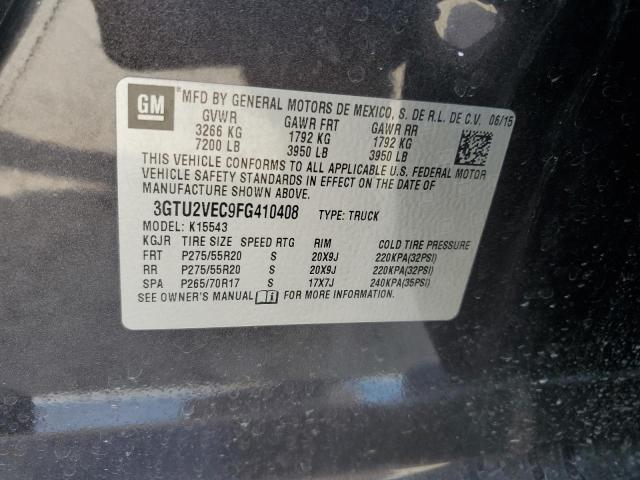 GM
*MFD BY GENERAL MOTORS DE MEXICO, S. DE R.L. DE C.V. 06/15
GVWR GAWR FRT GAWR RR
3266 KG 1792 KG 1792 KG
7200 LB 3950 LB 3950 LB
THIS VEHICLE CONFORMS TO ALL APPLICABLE U.S. FEDERAL MOTOR
VEHICLE SAFETY STANDARDS IN EFFECT ON THE DATE OF
MANUFACTURE SHOWN ABOVE.
3GTU2VEC9FG410408 TYPE: TRUCK
MODEL: K15543
KGJR TIRE SIZE SPEED RTG RIM COLD TIRE PRESSURE
FRT P275/55R20 S 20X9J 220KPA(32PSI)
RR P275/55R20 S 20X9J 220KPA(32PSI)
SPA P265/70R17 S 17X7J 240KPA(35PSI)
SEE OWNER'S MANUAL i FOR MORE INFORMATION.